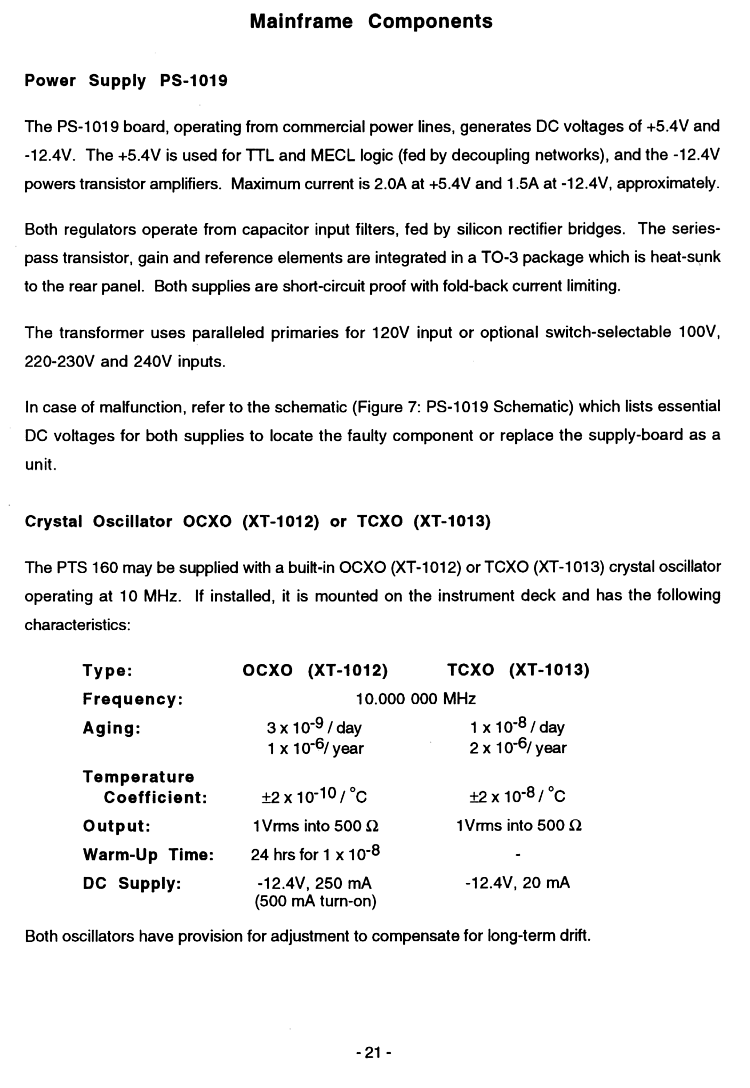 Mainframe Components
Power Supply PS-1019
The PS-1019 board, operating from commercial power lines, generates DC voltages of +5.4V and
-12.4V. The +5.4V is used for TTL and MECL logic (fed by decoupling networks), and the -12.4V
powers transistor amplifiers. Maximum current is 2.0A at +5.4V and 1.5A at -12.4V, approximately.
Both regulators operate from capacitor input filters, fed by silicon rectifier bridges. The series-
pass transistor, gain and reference elements are integrated in a TO-3 package which is heat-sunk
to the rear panel. Both supplies are short-circuit proof with fold-back current limiting.
The transformer uses paralleled primaries for 120V input or optional switch-selectable 100V,
220-230V and 240V inputs.
In case of malfunction, refer to the schematic (Figure 7: PS-1019 Schematic) which lists essential
DC voltages for both supplies to locate the faulty component or replace the supply-board as a
unit.
Crystal Oscillator OCXO (XT-1012) or TCXO (XT-1013)
The PTS 160 may be supplied with a built-in OCXO (XT-1012) or TCXO (XT-1013) crystal oscillator
operating at 10 MHz. If installed, it is mounted on the instrument deck and has the following
characteristics:
Type: OCXO (XT-1012) TCXO (XT-1013)
Frequency: 10.000 000 MHz
Aging: 3 x 10⁻⁹ / day 1 x 10⁻⁸ / day
1 x 10⁻⁶/ year 2 x 10⁻⁶/ year
Temperature
Coefficient: ±2 x 10⁻¹⁰ / °C ±2 x 10⁻⁸ / °C
Output: 1Vrms into 500 Ω 1Vrms into 500 Ω
Warm-Up Time: 24 hrs for 1 x 10⁻⁸ -
DC Supply: -12.4V, 250 mA -12.4V, 20 mA
(500 mA turn-on)
Both oscillators have provision for adjustment to compensate for long-term drift.
- 21 -